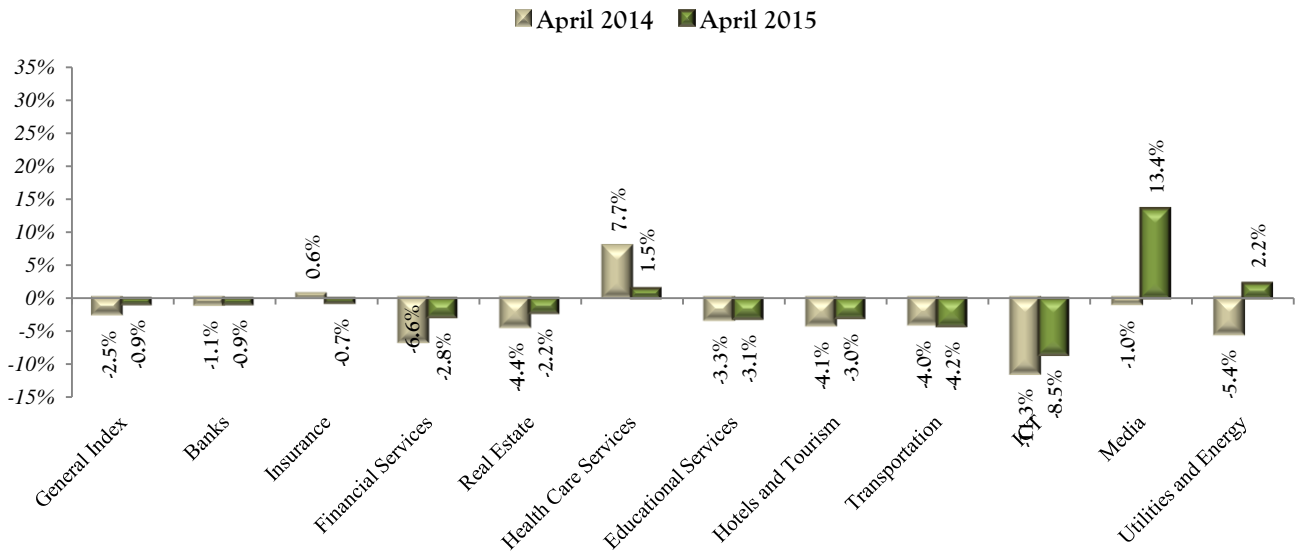 April 2014 April 2015
35%
30%
25%
20%
15%
10%
5%
0%
-5%
-10%
-15%
-2.5% -0.9%
-1.1% -0.9%
0.6% -0.7%
-6.6% -2.8%
-4.4% -2.2%
7.7% 1.5%
-3.3% -3.1%
-4.1% -3.0%
-4.0% -4.2%
-11.3% -8.5%
-1.0% 13.4%
-5.4% 2.2%
General Index
Banks
Insurance
Financial Services
Real Estate
Health Care Services
Educational Services
Hotels and Tourism
Transportation
ICT
Media
Utilities and Energy